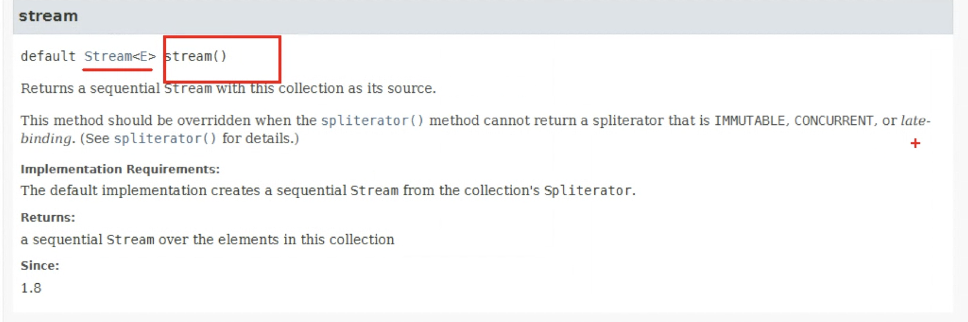 stream
default Stream<E> stream()
Returns a sequential Stream with this collection as its source.
This method should be overridden when the spliterator() method cannot return a spliterator that is IMMUTABLE, CONCURRENT, or late-
binding. (See spliterator() for details.)
Implementation Requirements:
The default implementation creates a sequential Stream from the collection's Spliterator.
Returns:
a sequential Stream over the elements in this collection
Since:
1.8